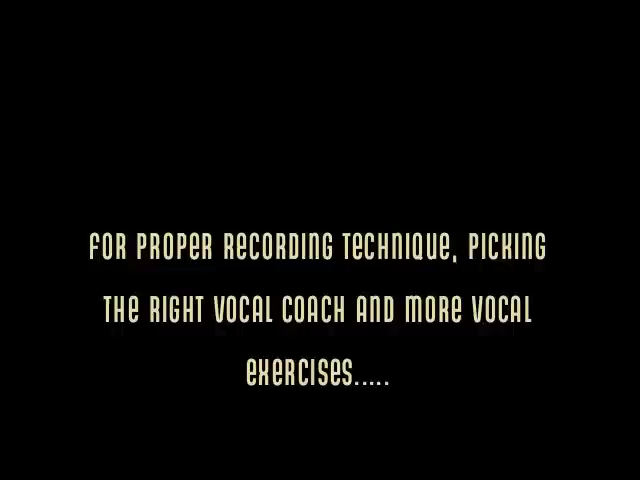 FOR PROPER RECORDING TECHNIQUE, PICKING
THE RIGHT VOCAL COACH AND MORE VOCAL
EXERCISES.....